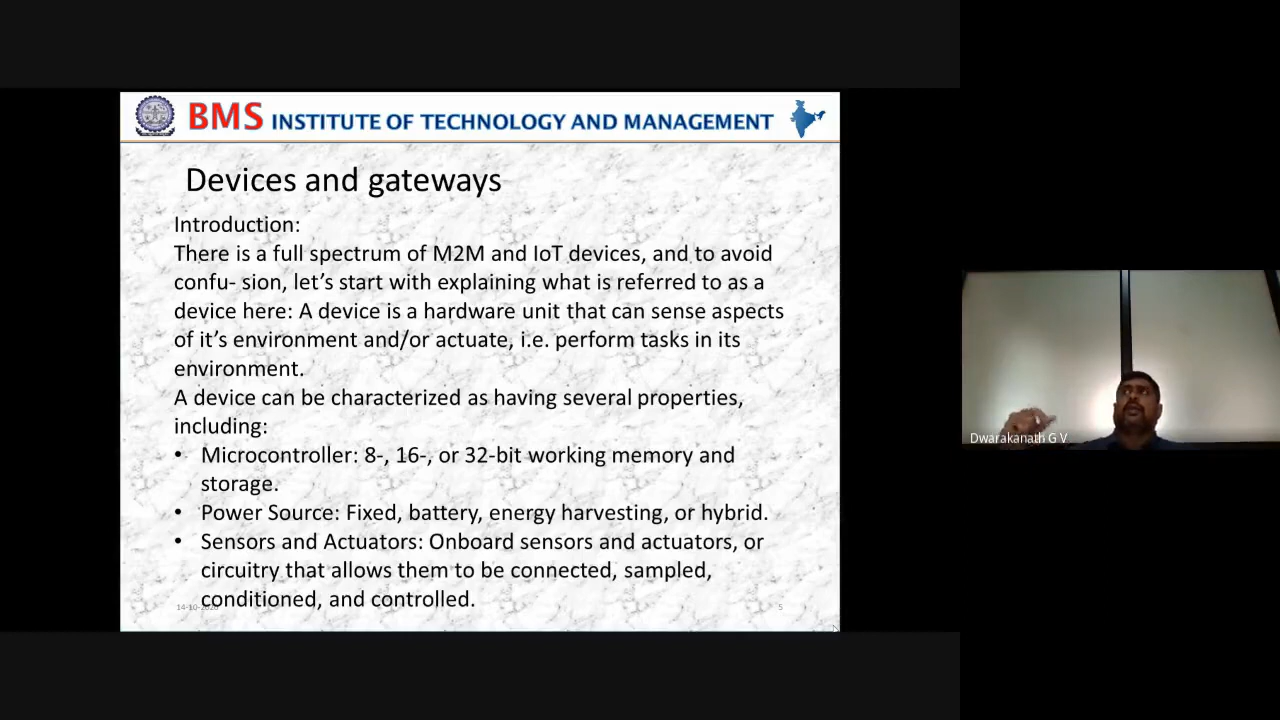 BMS INSTITUTE OF TECHNOLOGY AND MANAGEMENT
Devices and gateways
Introduction:
There is a full spectrum of M2M and IoT devices, and to avoid
confu- sion, let’s start with explaining what is referred to as a
device here: A device is a hardware unit that can sense aspects
of it’s environment and/or actuate, i.e. perform tasks in its
environment.
A device can be characterized as having several properties,
including:
• Microcontroller: 8-, 16-, or 32-bit working memory and
storage.
• Power Source: Fixed, battery, energy harvesting, or hybrid.
• Sensors and Actuators: Onboard sensors and actuators, or
circuitry that allows them to be connected, sampled,
conditioned, and controlled.
5
Dwarakanath G V